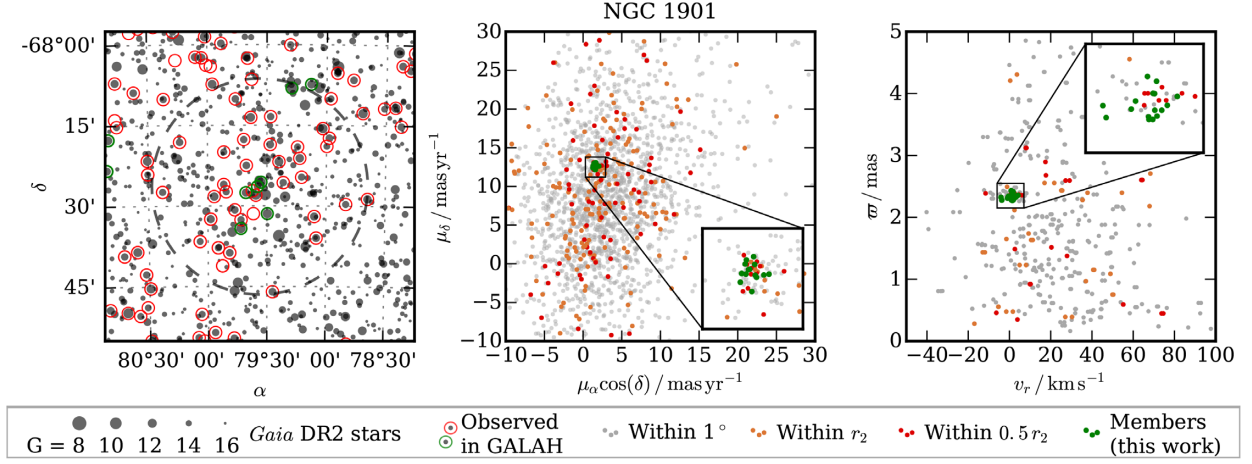 NGC 1901
-68°00'
15'
30'
45'
δ
80°30'
00'
79°30'
00'
78°30'
α
30
25
20
15
10
5
0
−5
−10
μδ / mas yr−1
−10
−5
0
5
10
15
20
25
30
μα cos(δ) / mas yr−1
5
4
3
2
1
0
ϖ / mas
−40
−20
0
20
40
60
80
100
vr / km s−1
G = 8 10 12 14 16
Gaia DR2 stars
Observed
in GALAH
Within 1°
Within r2
Within 0.5 r2
Members
(this work)